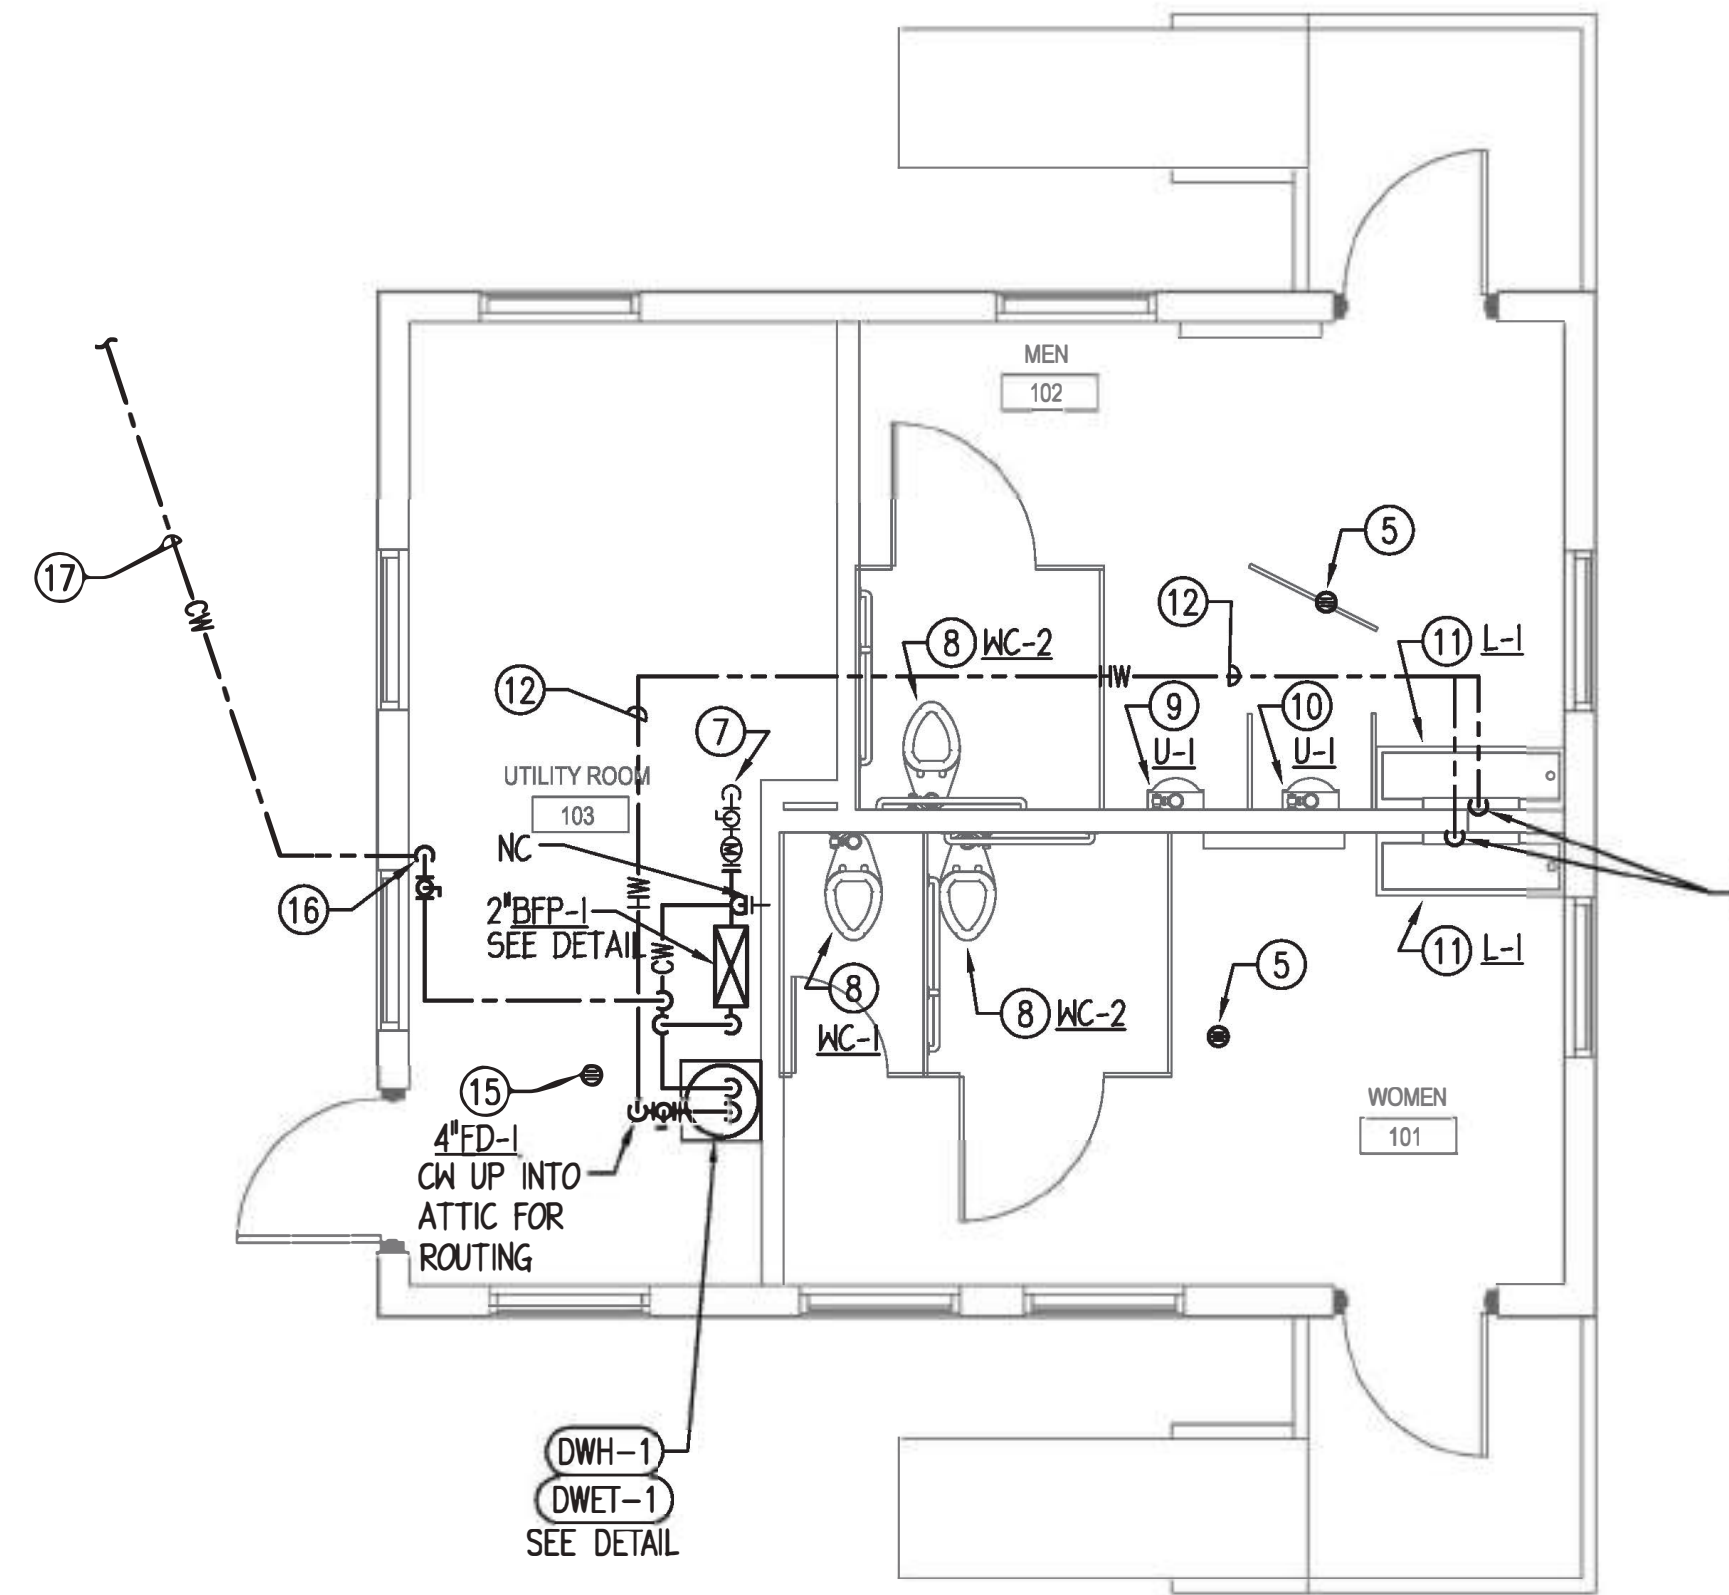 MEN
102
5
17
CW
12
8 WC-2
11 L-1
12
HW
9
U-1
10
U-1
7
UTILITY ROOM
103
NC
HW
16
2"BFP-1
SEE DETAIL
CW
M
8
WC-1
8 WC-2
5
11 L-1
15
4"FD-1
CW UP INTO
ATTIC FOR
ROUTING
WOMEN
101
DWH-1
DWET-1
SEE DETAIL